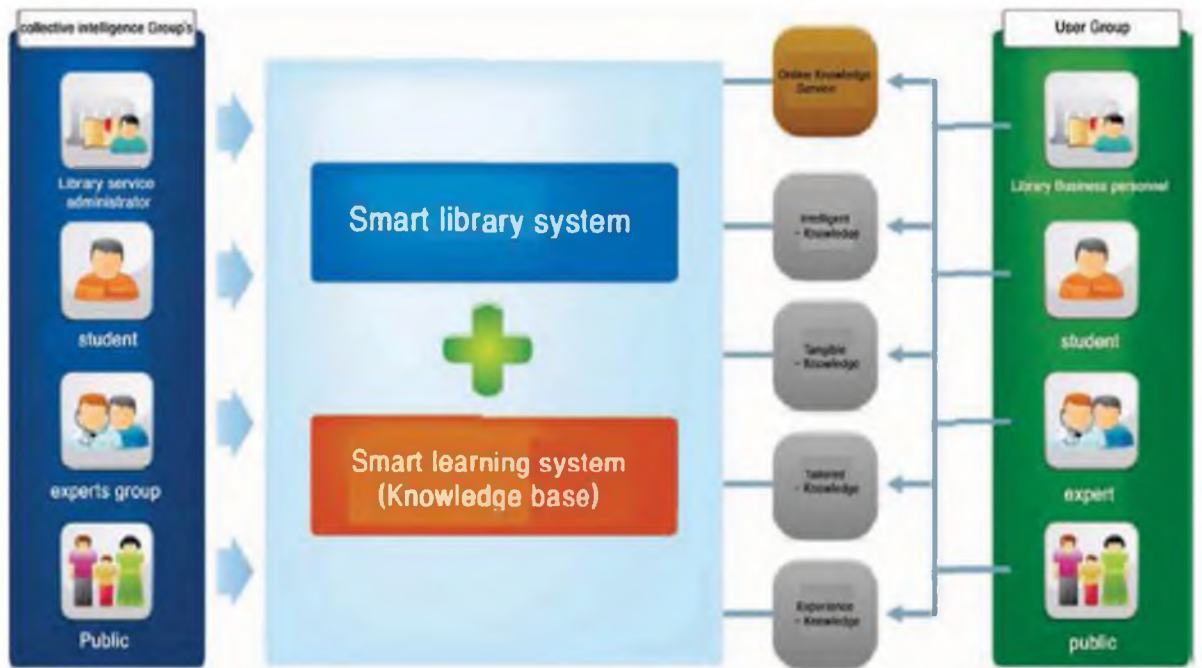 collective intelligence Group's
Library service
administrator
student
experts group
Public
Smart library system
Smart learning system
(Knowledge base)
Online Knowledge
Service
Intelligent
- Knowledge
Tangible
- Knowledge
Tailored
- Knowledge
Experience
- Knowledge
User Group
Library Business personnel
student
expert
public